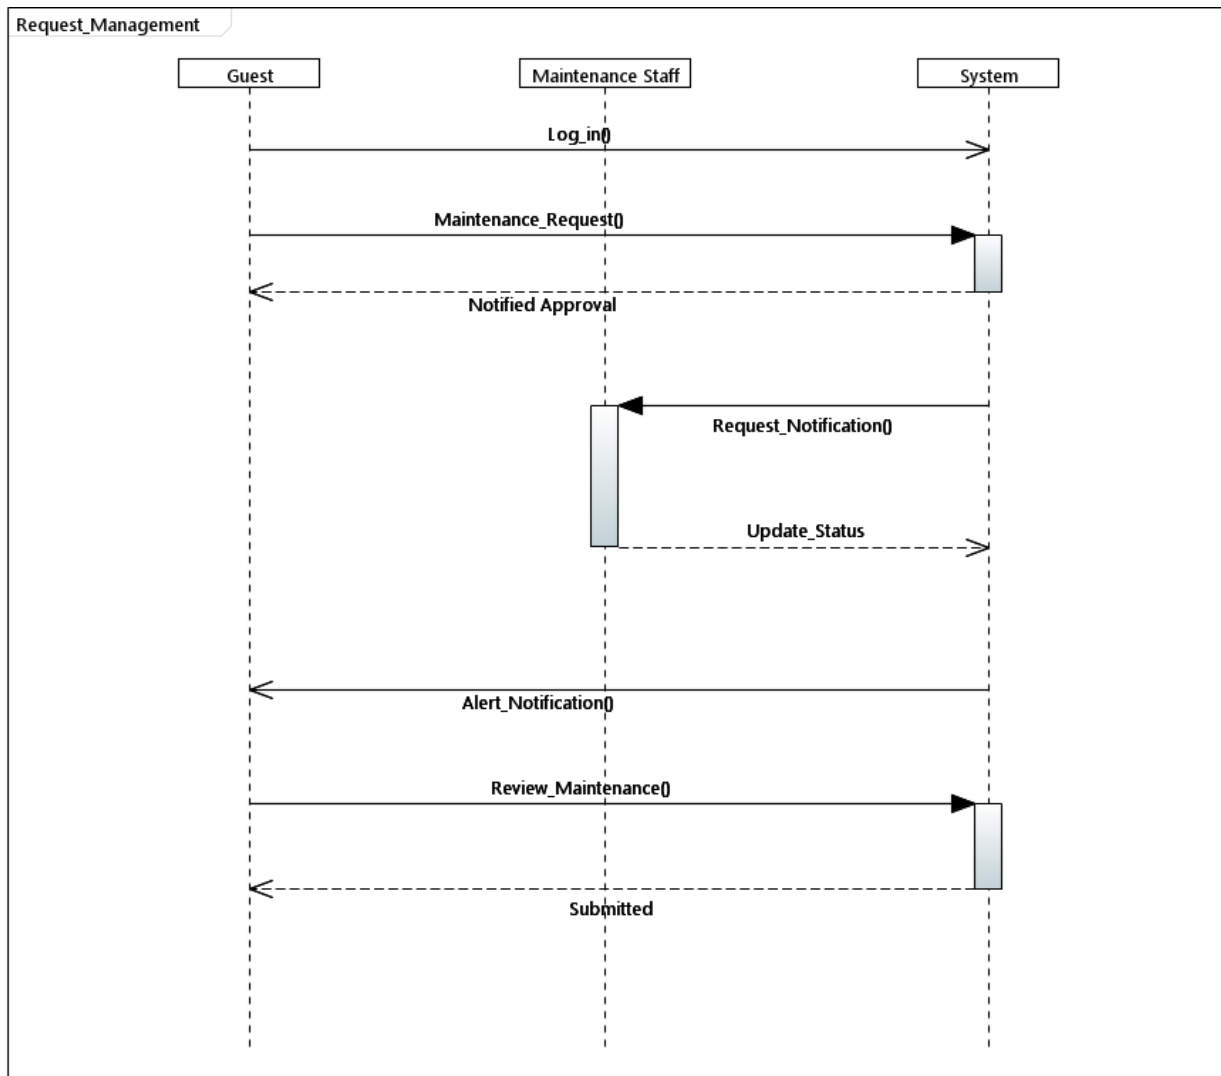 Request_Management
Guest
Maintenance Staff
System
Log_in()
Maintenance_Request()
Notified Approval
Request_Notification()
Update_Status
Alert_Notification()
Review_Maintenance()
Submitted